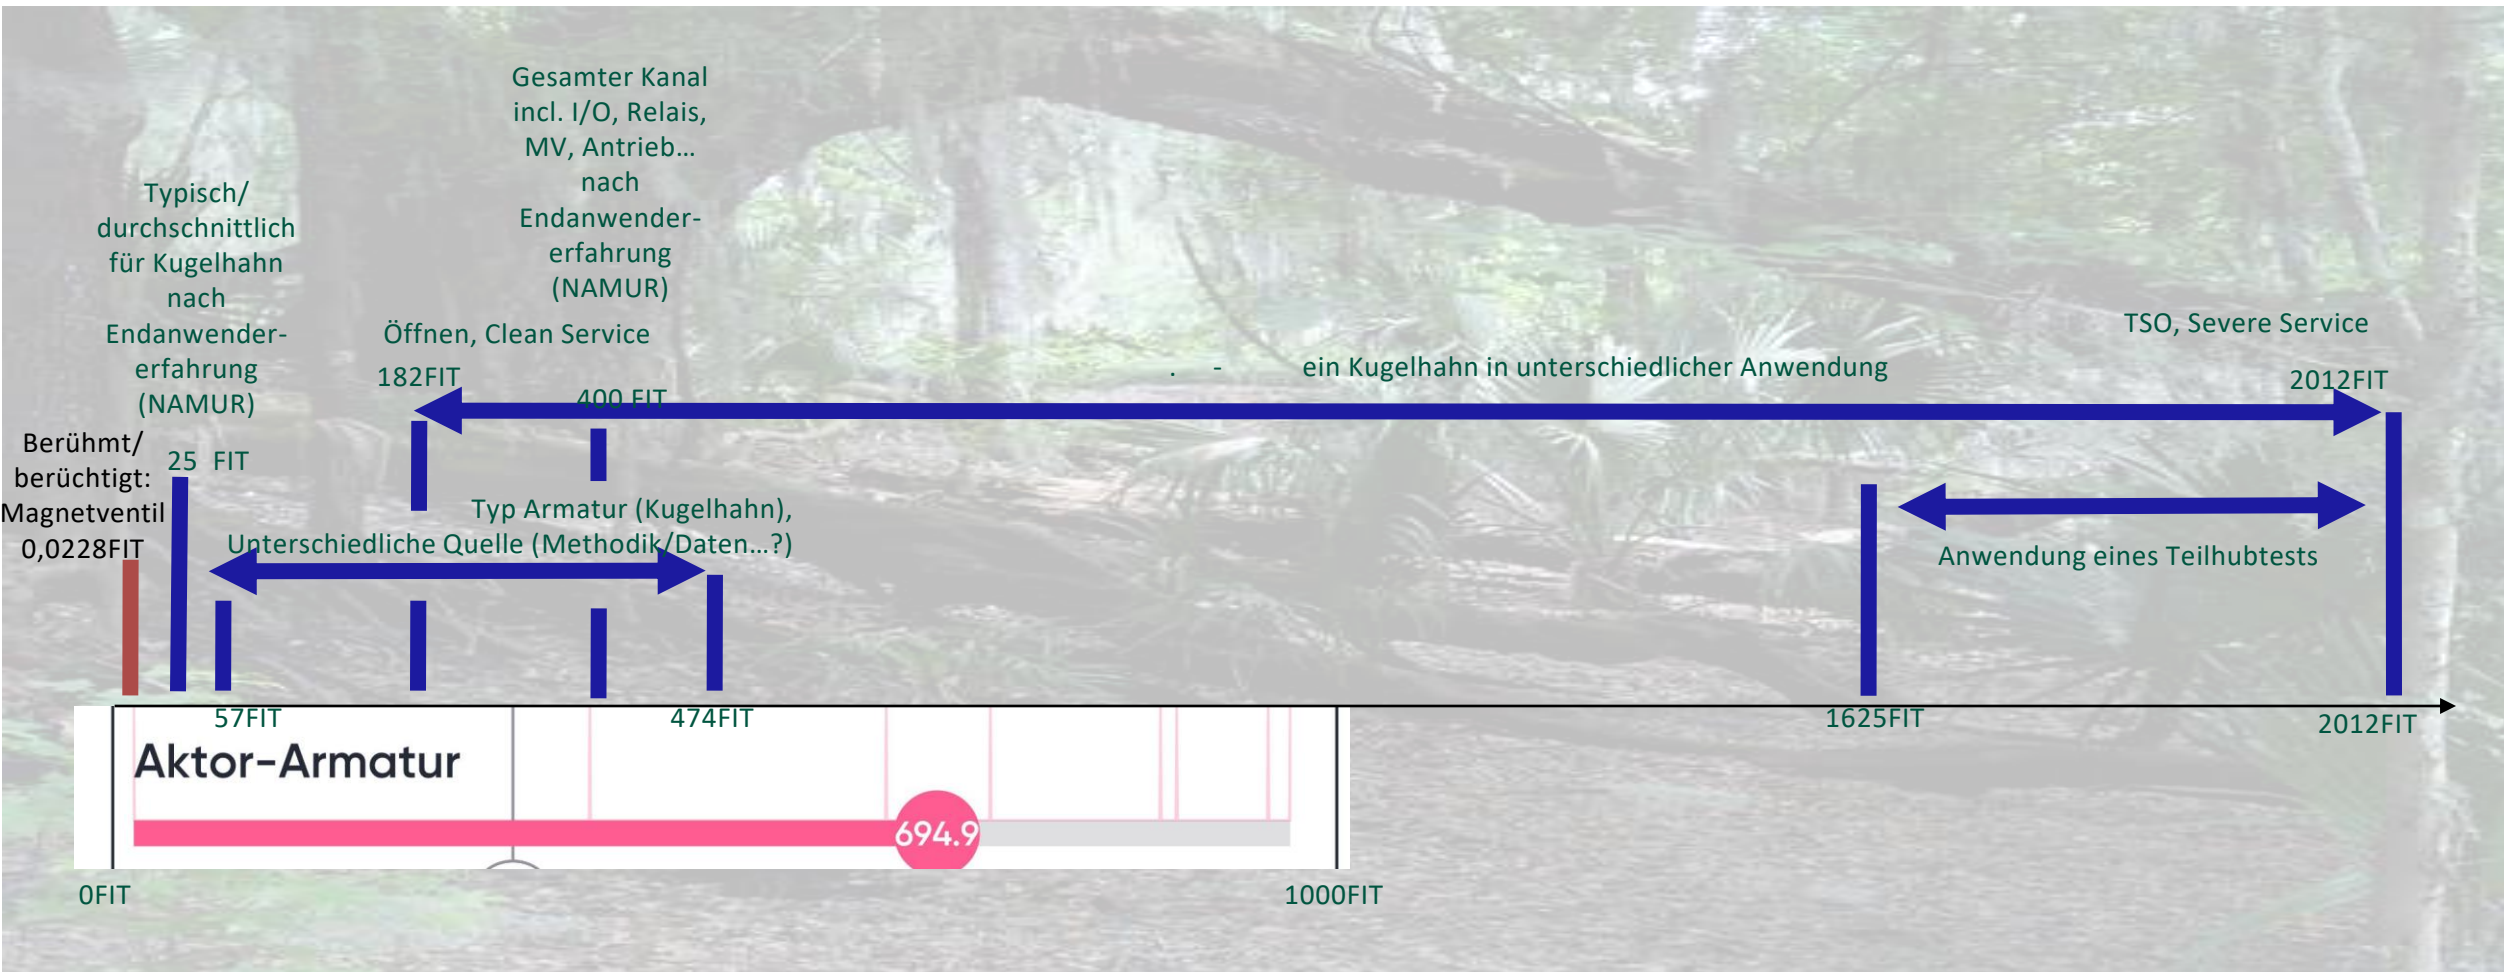 Gesamter Kanal
incl. I/O, Relais,
MV, Antrieb…
nach
Endanwender-
erfahrung
(NAMUR)
Typisch/
durchschnittlich
für Kugelhahn
nach
Endanwender-
erfahrung
(NAMUR)
Öffnen, Clean Service
182FIT
400 FIT
. - ein Kugelhahn in unterschiedlicher Anwendung
TSO, Severe Service
2012FIT
Berühmt/
berüchtigt:
Magnetventil
0,0228FIT
25 FIT
Typ Armatur (Kugelhahn),
Unterschiedliche Quelle (Methodik/Daten…?)
Anwendung eines Teilhubtests
57FIT
474FIT
1625FIT
2012FIT
Aktor-Armatur
694.9
0FIT
1000FIT